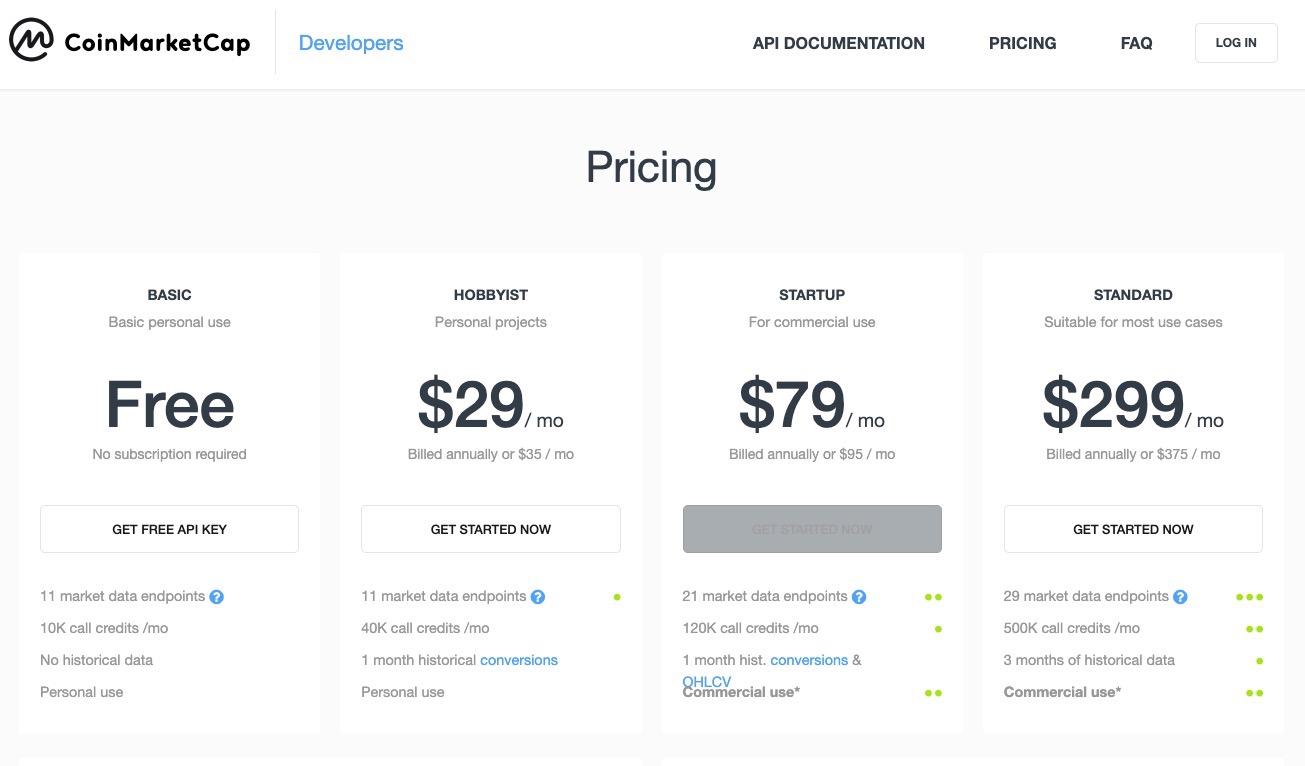 CoinMarketCap Developers API DOCUMENTATION PRICING FAQ LOG IN
Pricing
BASIC
Basic personal use
Free
No subscription required
GET FREE API KEY
11 market data endpoints ?
10K call credits /mo
No historical data
Personal use
HOBBYIST
Personal projects
$29/ mo
Billed annually or $35 / mo
GET STARTED NOW
11 market data endpoints ?
40K call credits /mo
1 month historical conversions
Personal use
STARTUP
For commercial use
$79/ mo
Billed annually or $95 / mo
GET STARTED NOW
21 market data endpoints ?
120K call credits /mo
1 month hist. conversions &
OHLCV
Commercial use*
STANDARD
Suitable for most use cases
$299/ mo
Billed annually or $375 / mo
GET STARTED NOW
29 market data endpoints ?
500K call credits /mo
3 months of historical data
Commercial use*